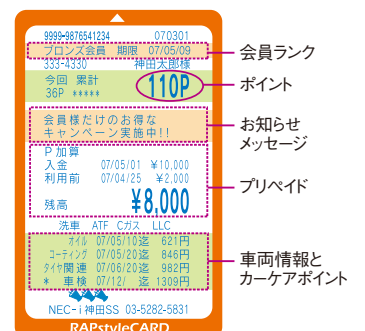 9999-9876541234 070301
ブロンズ会員 期限 07/05/09
333-4330 神田太郎様
今回 累計
36P ***** 110P
会員様だけのお得な
キャンペーン実施中!!
P加算
入金 07/05/01 ¥10,000
利用前 07/04/25 ¥2,000
残高 ¥8,000
洗車 ATF Cガス LLC
オイル 07/05/10迄 621円
コーティング 07/05/20迄 846円
タイヤ関連 07/06/20迄 982円
* 車検 07/12/ 迄 1309円
NEC-i神田SS 03-5282-5831
RAPstyleCARD
会員ランク
ポイント
お知らせ
メッセージ
プリペイド
車両情報と
カーケアポイント